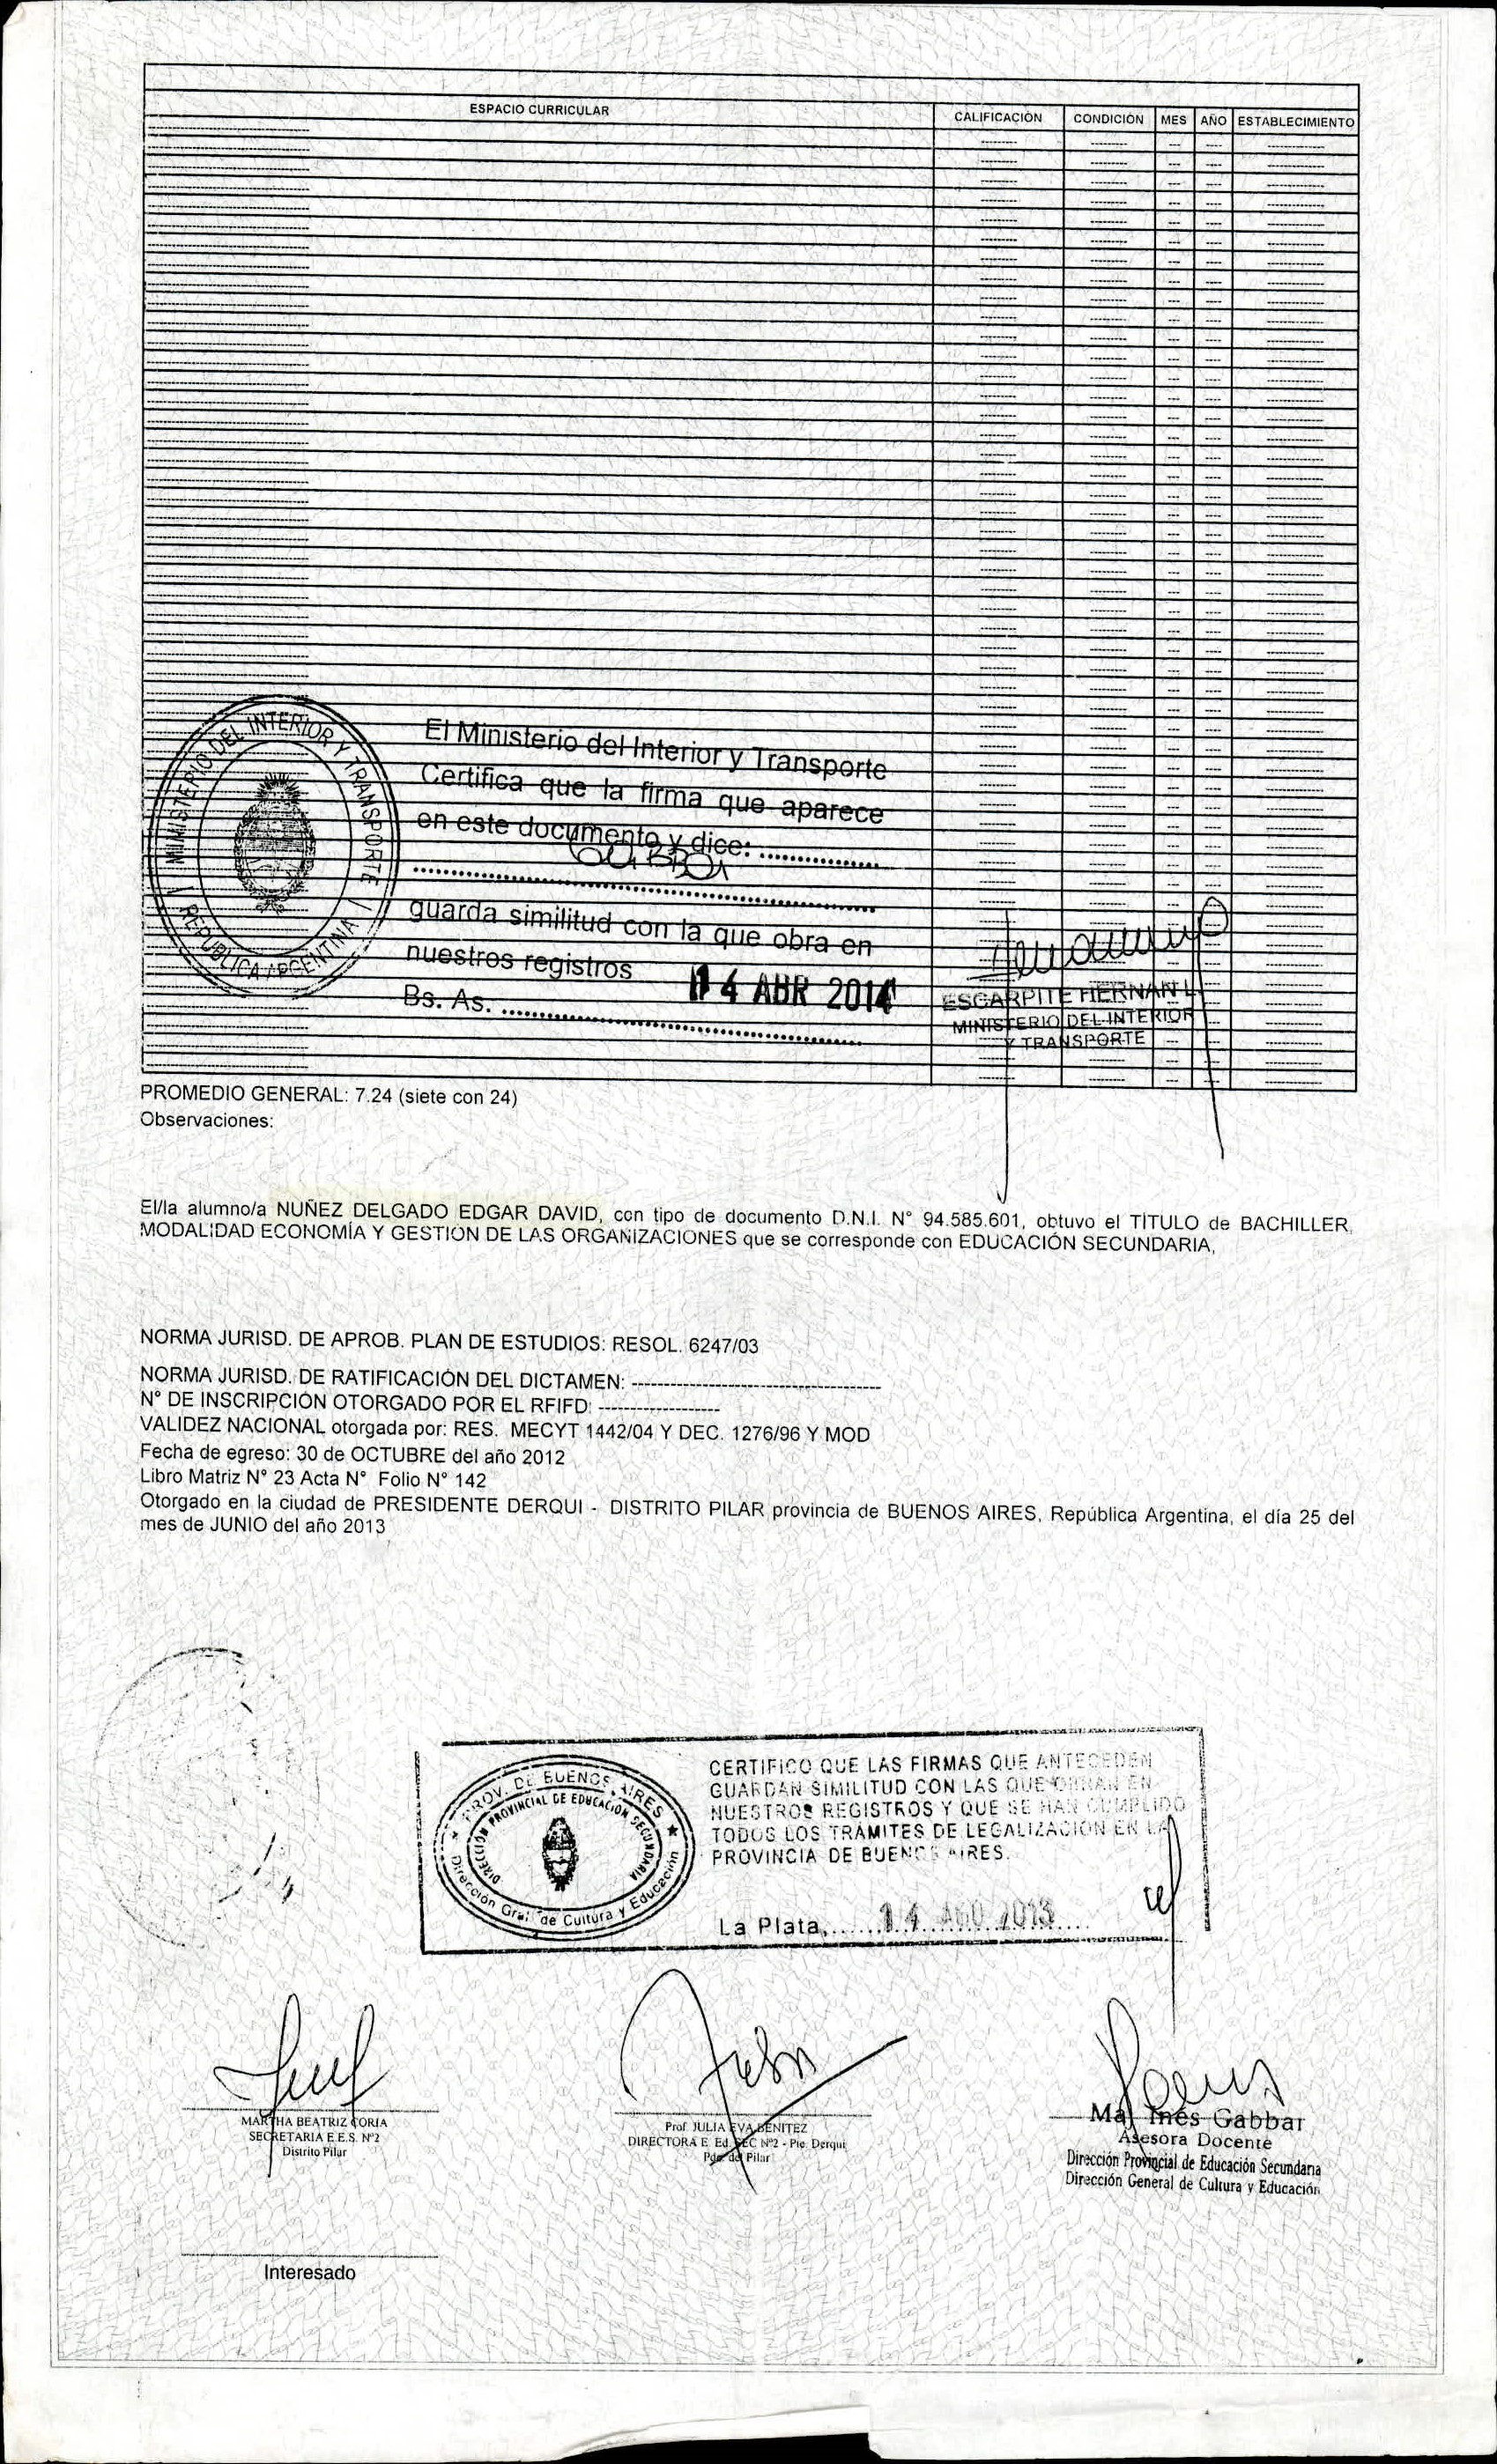 ESPACIO CURRICULAR CALIFICACIÓN CONDICIÓN MES AÑO ESTABLECIMIENTO
MINISTERIO DEL INTERIOR Y TRANSPORTE
REPUBLICA ARGENTINA
El Ministerio del Interior y Transporte
Certifica que la firma que aparece
en este documento y dice: ................
guarda similitud con la que obra en
nuestros registros
Bs. As. 14 ABR 2014
ESCARPITE HERNAN L.
MINISTERIO DEL INTERIOR
Y TRANSPORTE
PROMEDIO GENERAL: 7.24 (siete con 24)
Observaciones:
El/la alumno/a NUÑEZ DELGADO EDGAR DAVID, con tipo de documento D.N.I. N° 94.585.601, obtuvo el TÍTULO de BACHILLER,
MODALIDAD ECONOMÍA Y GESTIÓN DE LAS ORGANIZACIONES que se corresponde con EDUCACIÓN SECUNDARIA,
NORMA JURISD. DE APROB. PLAN DE ESTUDIOS: RESOL. 6247/03
NORMA JURISD. DE RATIFICACIÓN DEL DICTAMEN: ---------------------------------------
N° DE INSCRIPCIÓN OTORGADO POR EL RFIFD: -------------------
VALIDEZ NACIONAL otorgada por: RES. MECYT 1442/04 Y DEC. 1276/96 Y MOD
Fecha de egreso: 30 de OCTUBRE del año 2012
Libro Matriz N° 23 Acta N° Folio N° 142
Otorgado en la ciudad de PRESIDENTE DERQUI - DISTRITO PILAR provincia de BUENOS AIRES, República Argentina, el día 25 del
mes de JUNIO del año 2013
PROV. DE BUENOS AIRES
DIRECCIÓN PROVINCIAL DE EDUCACIÓN SECUNDARIA
Dirección Gral. de Cultura y Educación
CERTIFICO QUE LAS FIRMAS QUE ANTECEDEN
GUARDAN SIMILITUD CON LAS QUE OBRAN EN
NUESTROS REGISTROS Y QUE SE HAN CUMPLIDO
TODOS LOS TRÁMITES DE LEGALIZACIÓN EN LA
PROVINCIA DE BUENOS AIRES.
La Plata, 14 AGO 2013
MARTHA BEATRIZ CORIA
SECRETARIA E.E.S. Nº2
Distrito Pilar
Prof. JULIA EVA BENITEZ
DIRECTORA E. Ed. SEC Nº2 - Pte. Derqui
Pdo. del Pilar
Ma. Inés Gabbar
Asesora Docente
Dirección Provincial de Educación Secundaria
Dirección General de Cultura y Educación
Interesado